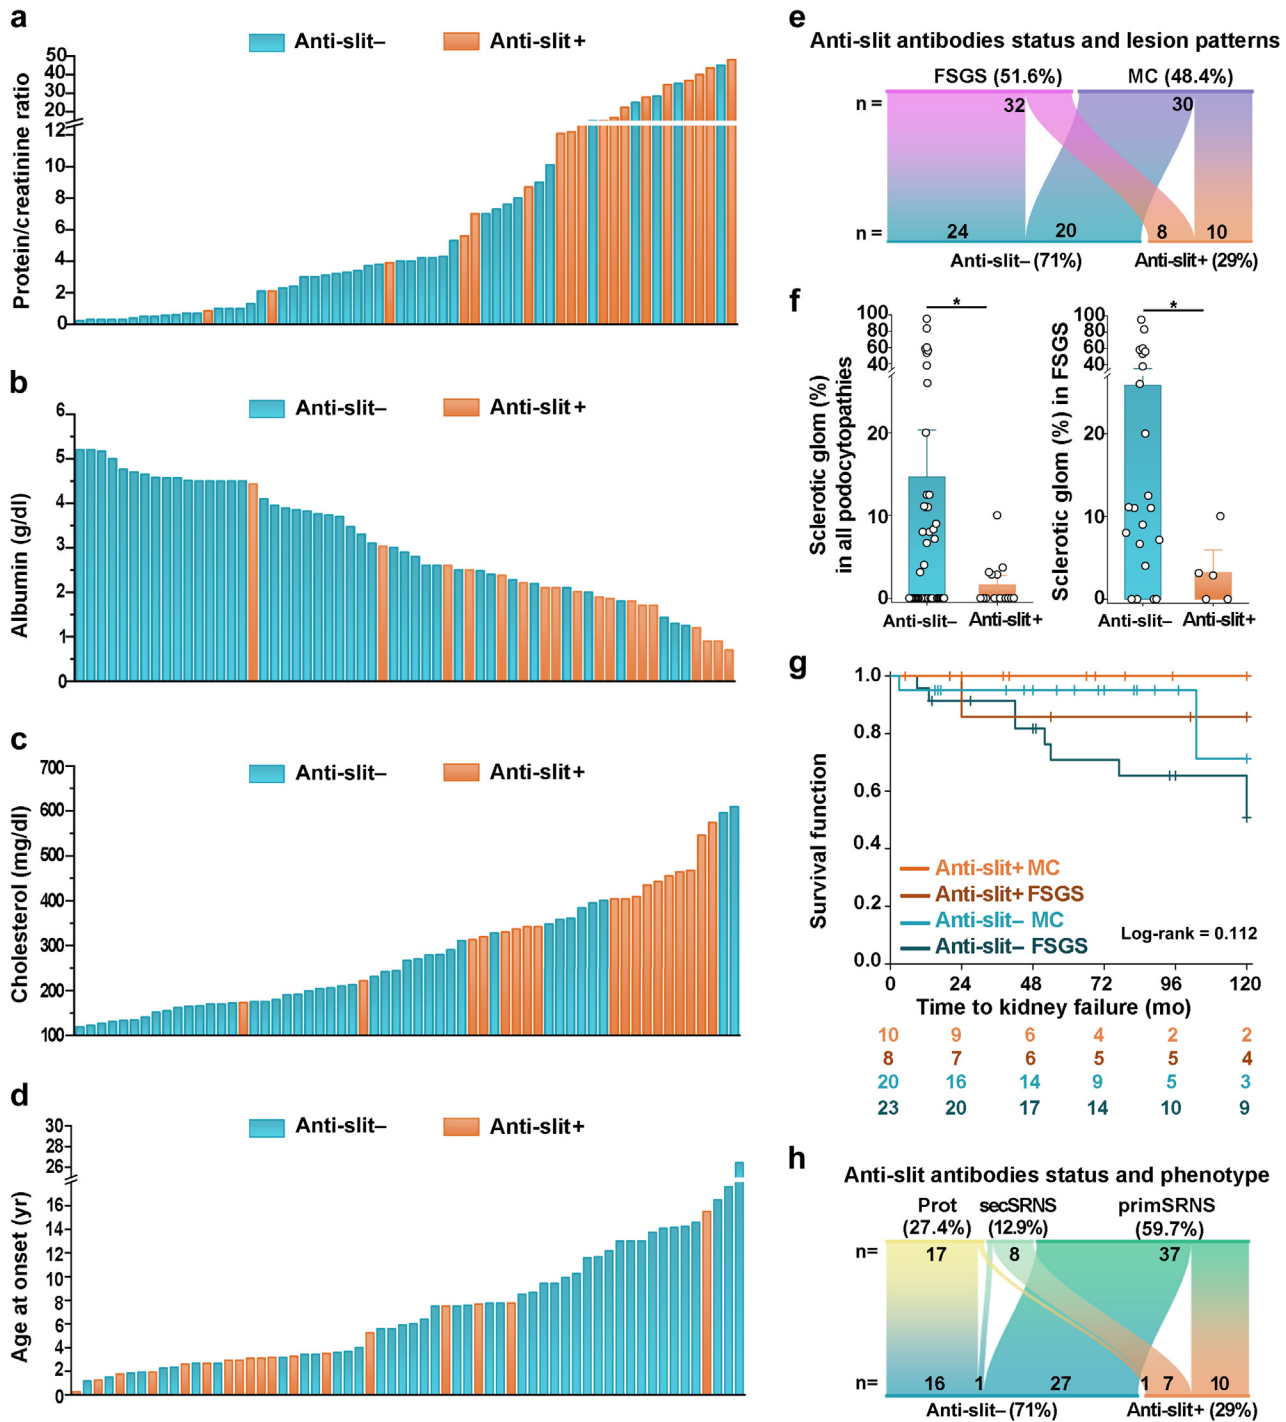 a
Anti-slit– Anti-slit+
Protein/creatinine ratio
50
40
30
20
12
10
8
6
4
2
0
b
Anti-slit– Anti-slit+
Albumin (g/dl)
6
5
4
3
2
1
0
c
Anti-slit– Anti-slit+
Cholesterol (mg/dl)
700
600
500
400
300
200
100
d
Anti-slit– Anti-slit+
Age at onset (yr)
30
28
26
16
14
12
10
8
6
4
2
0
e
Anti-slit antibodies status and lesion patterns
FSGS (51.6%) MC (48.4%)
n = 32 30
n = 24 20 8 10
Anti-slit– (71%) Anti-slit+ (29%)
f
Sclerotic glom (%)
in all podocytopathies
100
80
60
40
20
10
0
*
Anti-slit– Anti-slit+
Sclerotic glom (%) in FSGS
100
80
60
40
20
10
0
*
Anti-slit– Anti-slit+
g
Survival function
1.0
0.8
0.6
0.4
0.2
0.0
Anti-slit+ MC
Anti-slit+ FSGS
Anti-slit– MC
Anti-slit– FSGS
Log-rank = 0.112
0 24 48 72 96 120
Time to kidney failure (mo)
10 9 6 4 2 2
8 7 6 5 5 4
20 16 14 9 5 3
23 20 17 14 10 9
h
Anti-slit antibodies status and phenotype
Prot secSRNS primSRNS
(27.4%) (12.9%) (59.7%)
n= 17 8 37
n= 16 1 27 1 7 10
Anti-slit– (71%) Anti-slit+ (29%)